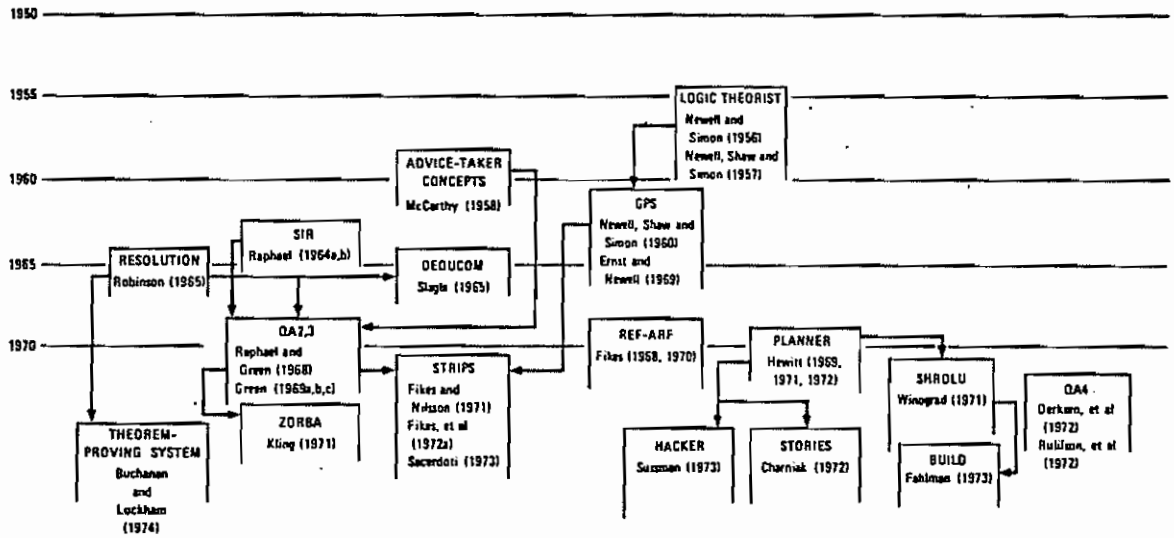 1950
1955
LOGIC THEORIST
Newell and
Simon (1956)
Newell, Shaw and
Simon (1957)
1960
ADVICE-TAKER
CONCEPTS
McCarthy (1958)
GPS
Newell, Shaw and
Simon (1960)
Ernst and
Newell (1969)
SIR
Raphael (1964a,b)
1965
RESOLUTION
Robinson (1965)
DEDUCOM
Slagle (1965)
1970
QA2,3
Raphael and
Green (1968)
Green (1969a,b,c)
REF-ARF
Fikes (1968, 1970)
PLANNER
Hewitt (1969,
1971, 1972)
STRIPS
Fikes and
Nilsson (1971)
Fikes, et al
(1972a)
Sacerdoti (1973)
SHRDLU
Winograd (1971)
QA4
Derksen, et al
(1972)
Rulifson, et al
(1972)
ZORBA
Kling (1971)
THEOREM-
PROVING SYSTEM
Buchanan
and
Luckham
(1974)
HACKER
Sussman (1973)
STORIES
Charniak (1972)
BUILD
Fahlman (1973)